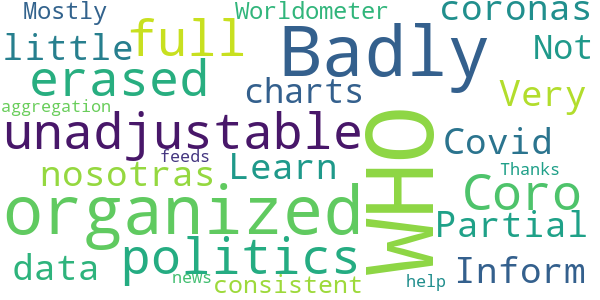 Mostly Worldometer coronas
little full Badly Not
erased charts Very
aggregation
unadjustable WHO Covid
feeds
nosotras Learn Thanks
organized Coro
Partial
data politics Inform
news consistent help